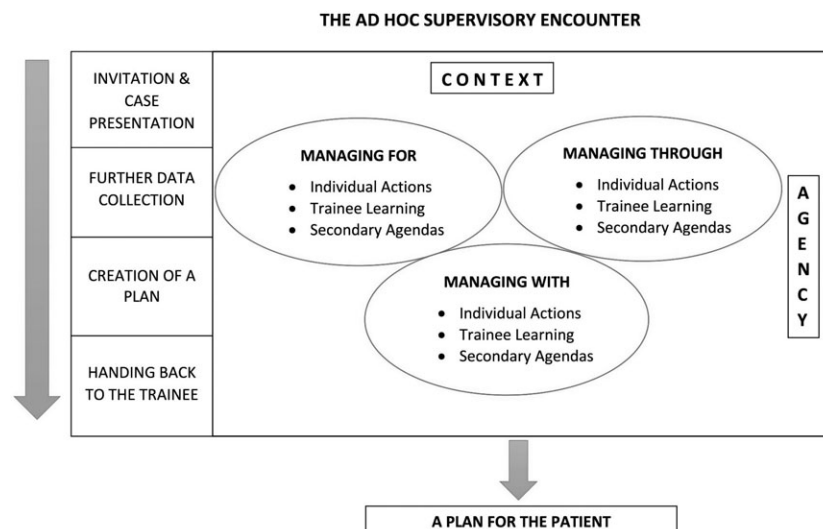 THE AD HOC SUPERVISORY ENCOUNTER
INVITATION &
CASE
PRESENTATION
FURTHER DATA
COLLECTION
CREATION OF A
PLAN
HANDING BACK
TO THE TRAINEE
CONTEXT
MANAGING FOR
• Individual Actions
• Trainee Learning
• Secondary Agendas
MANAGING THROUGH
• Individual Actions
• Trainee Learning
• Secondary Agendas
MANAGING WITH
• Individual Actions
• Trainee Learning
• Secondary Agendas
AGENCY
A PLAN FOR THE PATIENT